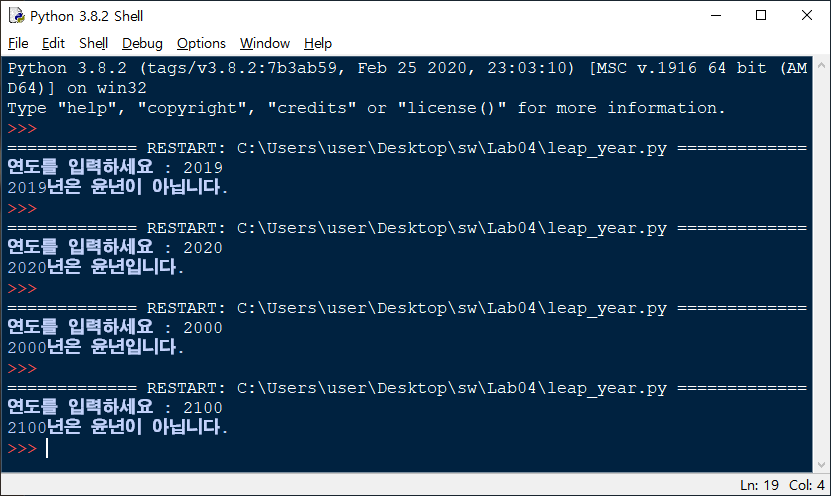 Python 3.8.2 Shell
File Edit Shell Debug Options Window Help
Python 3.8.2 (tags/v3.8.2:7b3ab59, Feb 25 2020, 23:03:10) [MSC v.1916 64 bit (AM
D64)] on win32
Type "help", "copyright", "credits" or "license()" for more information.
>>>
============= RESTART: C:\Users\user\Desktop\sw\Lab04\leap_year.py =============
연도를 입력하세요 : 2019
2019년은 윤년이 아닙니다.
>>>
============= RESTART: C:\Users\user\Desktop\sw\Lab04\leap_year.py =============
연도를 입력하세요 : 2020
2020년은 윤년입니다.
>>>
============= RESTART: C:\Users\user\Desktop\sw\Lab04\leap_year.py =============
연도를 입력하세요 : 2000
2000년은 윤년입니다.
>>>
============= RESTART: C:\Users\user\Desktop\sw\Lab04\leap_year.py =============
연도를 입력하세요 : 2100
2100년은 윤년이 아닙니다.
>>>
Ln: 19 Col: 4